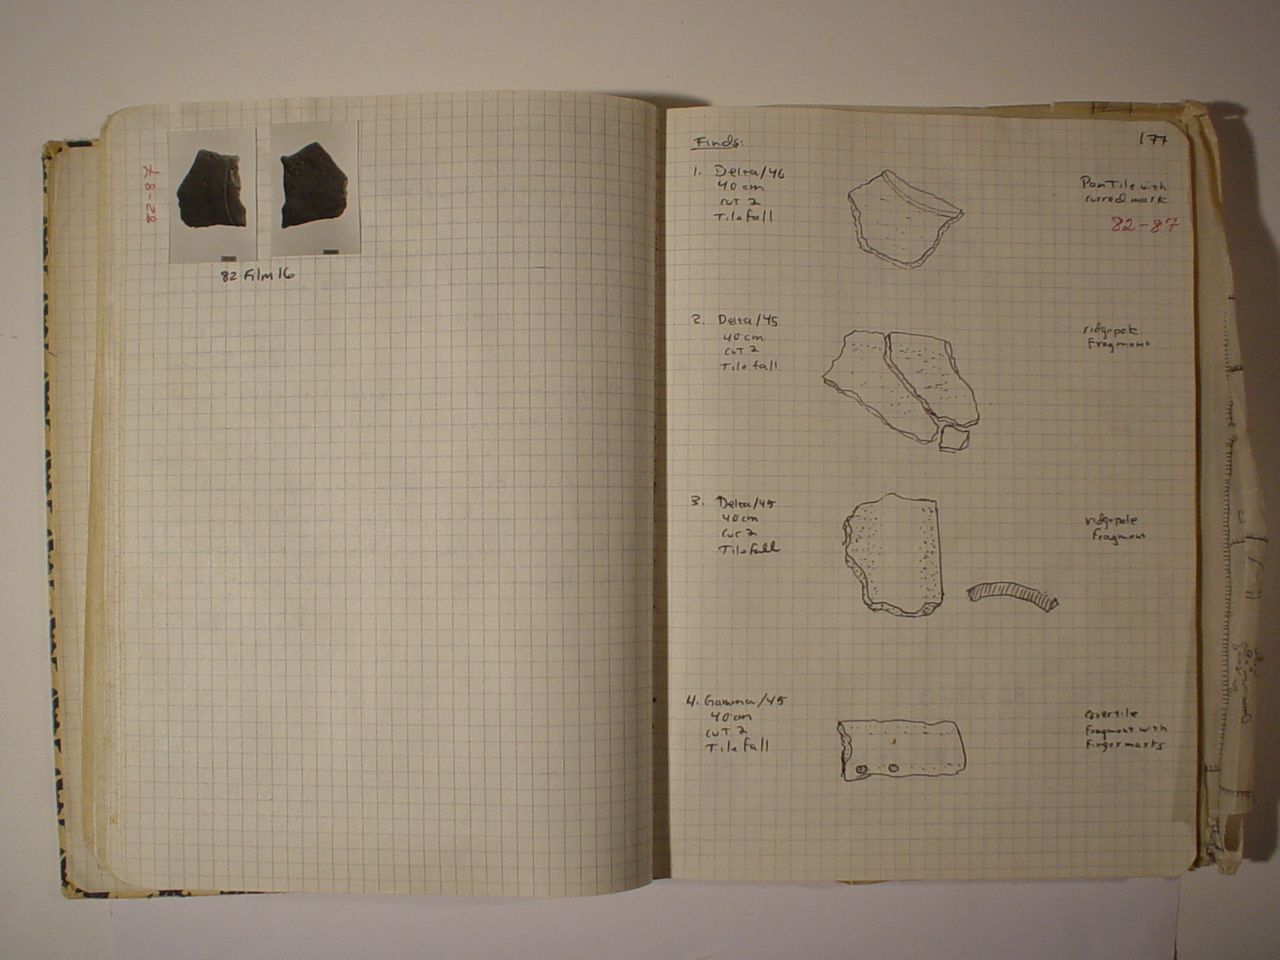 82-87
82 Film 16
177
Finds:
1. Delta/46
40 cm
cut 2
Tile fall
Pan Tile with
curved mark
82-87
2. Delta/45
40 cm
cut 2
Tile fall
ridgepole
Fragment
3. Delta/45
40 cm
cut 2
Tile fall
ridgepole
fragment
4. Gamma/45
40 cm
cut 2
Tile fall
covertile
fragment with
fingermarks